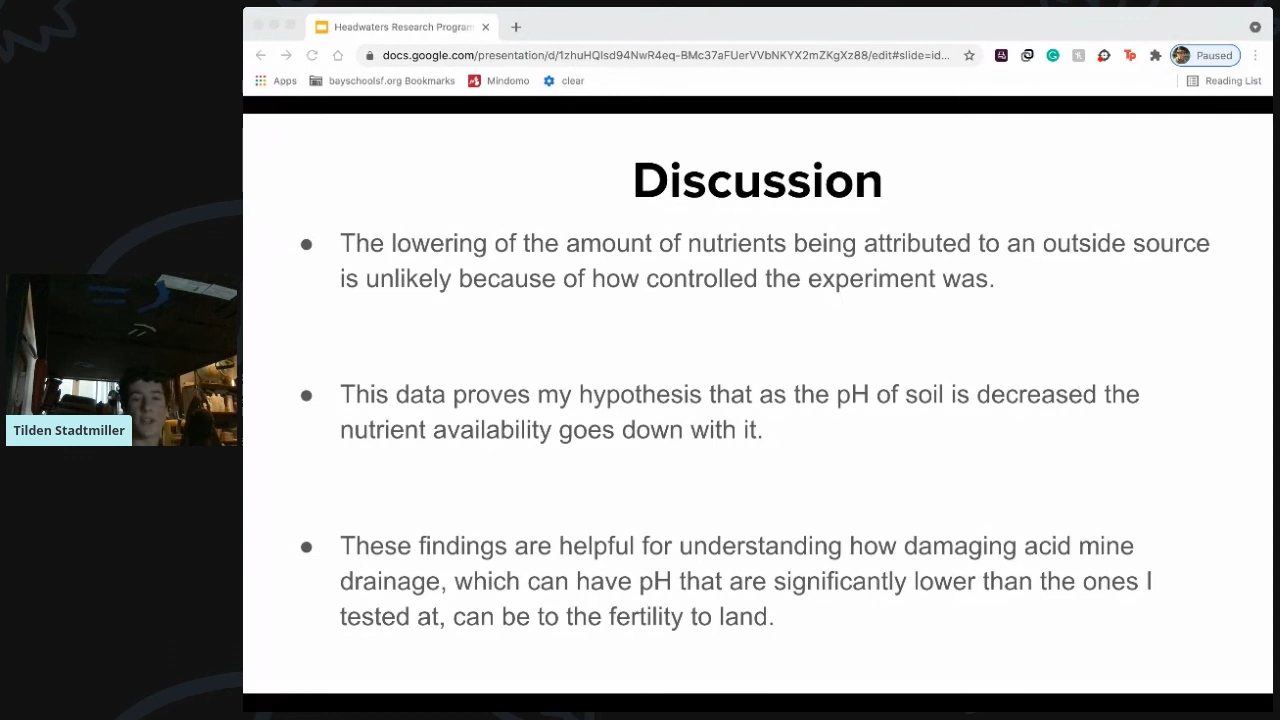 Headwaters Research Program
docs.google.com/presentation/d/1zhuHQlsd94NwR4eq-BMc37aFUerVVbNKYX2mZKgXz88/edit#slide=id...
Paused
Apps
bayschoolsf.org Bookmarks
Mindomo
clear
Reading List
Discussion
● The lowering of the amount of nutrients being attributed to an outside source
is unlikely because of how controlled the experiment was.
● This data proves my hypothesis that as the pH of soil is decreased the
nutrient availability goes down with it.
Tilden Stadtmiller
● These findings are helpful for understanding how damaging acid mine
drainage, which can have pH that are significantly lower than the ones I
tested at, can be to the fertility to land.